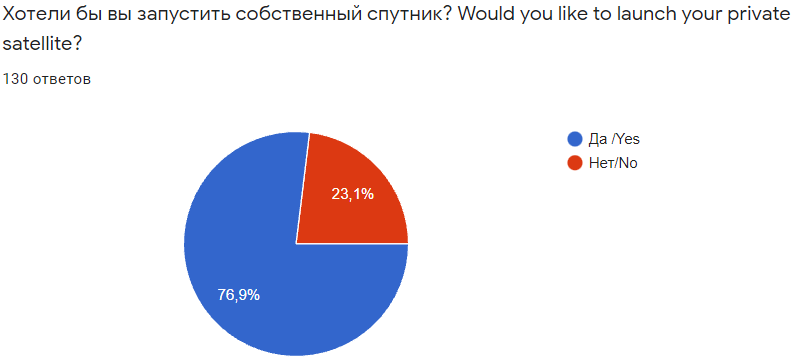 Хотели бы вы запустить собственный спутник? Would you like to launch your private
satellite?
130 ответов
Да /Yes
Нет/No
23,1%
76,9%